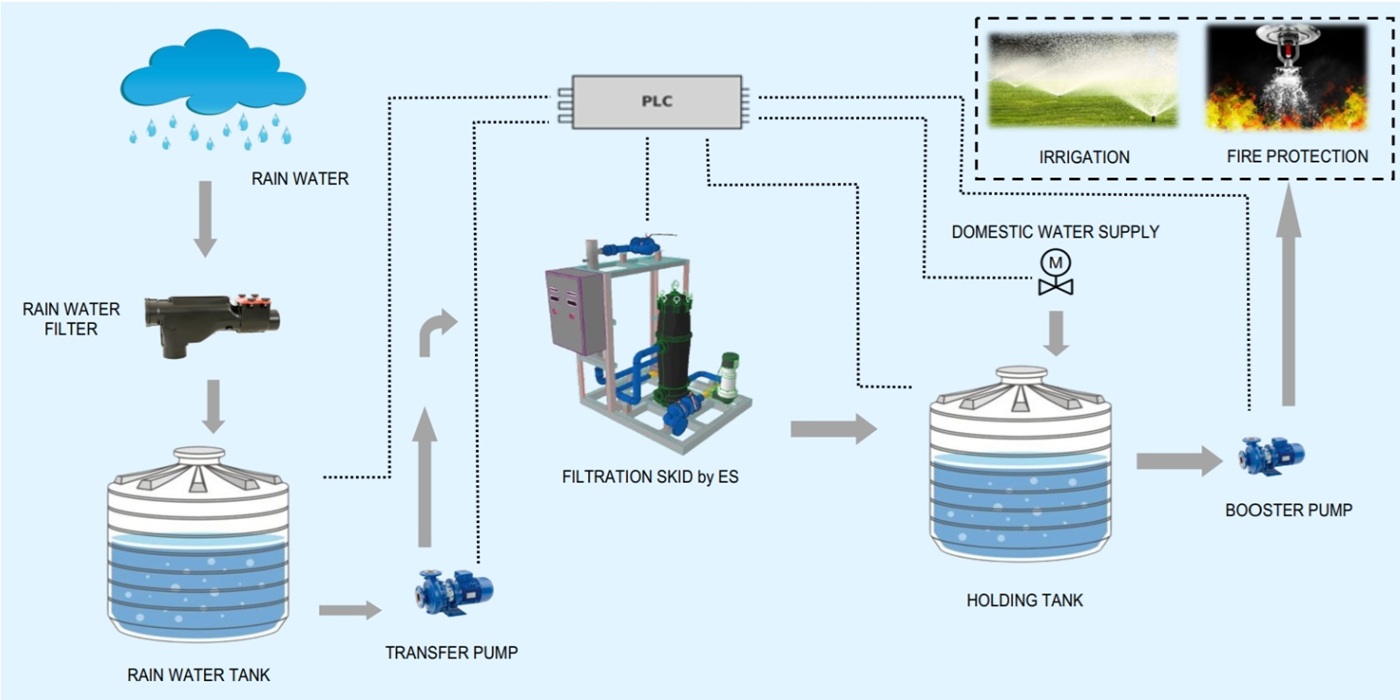 PLC
IRRIGATION
FIRE PROTECTION
RAIN WATER
DOMESTIC WATER SUPPLY
M
RAIN WATER
FILTER
FILTRATION SKID by ES
BOOSTER PUMP
HOLDING TANK
TRANSFER PUMP
RAIN WATER TANK